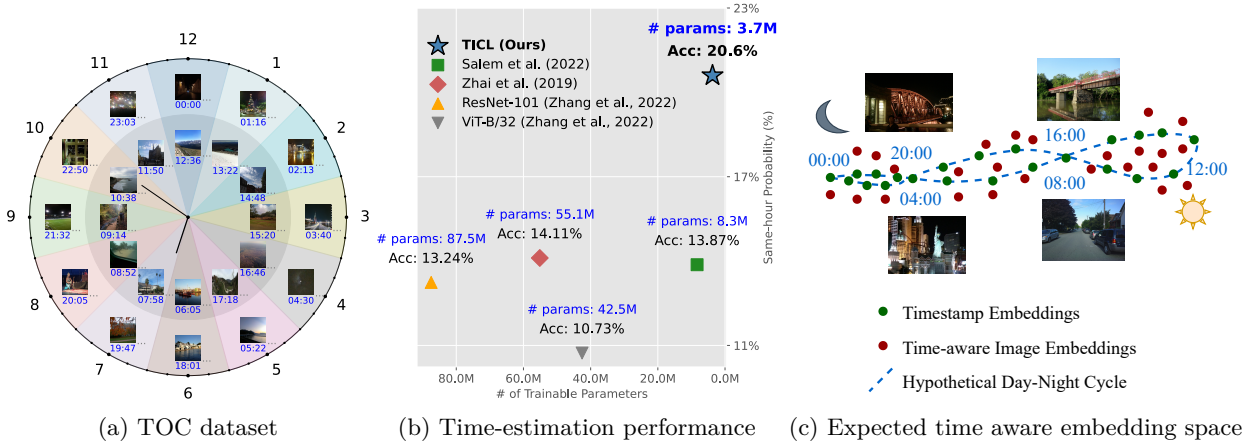 12
11
1
10
2
9
3
8
4
7
5
6
00:00
01:16
02:13
03:40
04:30
05:22
18:01
19:47
20:05
21:32
22:50
23:03
12:36
13:22
14:48
15:20
16:46
17:18
06:05
07:58
08:52
09:14
10:38
11:50
(a) TOC dataset
TICL (Ours)
Salem et al. (2022)
Zhai et al. (2019)
ResNet-101 (Zhang et al., 2022)
ViT-B/32 (Zhang et al., 2022)
# params: 3.7M
Acc: 20.6%
# params: 55.1M
Acc: 14.11%
# params: 8.3M
Acc: 13.87%
# params: 87.5M
Acc: 13.24%
# params: 42.5M
Acc: 10.73%
23%
17%
11%
Same-hour Probability (%)
80.0M 60.0M 40.0M 20.0M 0.0M
# of Trainable Parameters
(b) Time-estimation performance
00:00
20:00
04:00
16:00
08:00
12:00
Timestamp Embeddings
Time-aware Image Embeddings
Hypothetical Day-Night Cycle
(c) Expected time aware embedding space